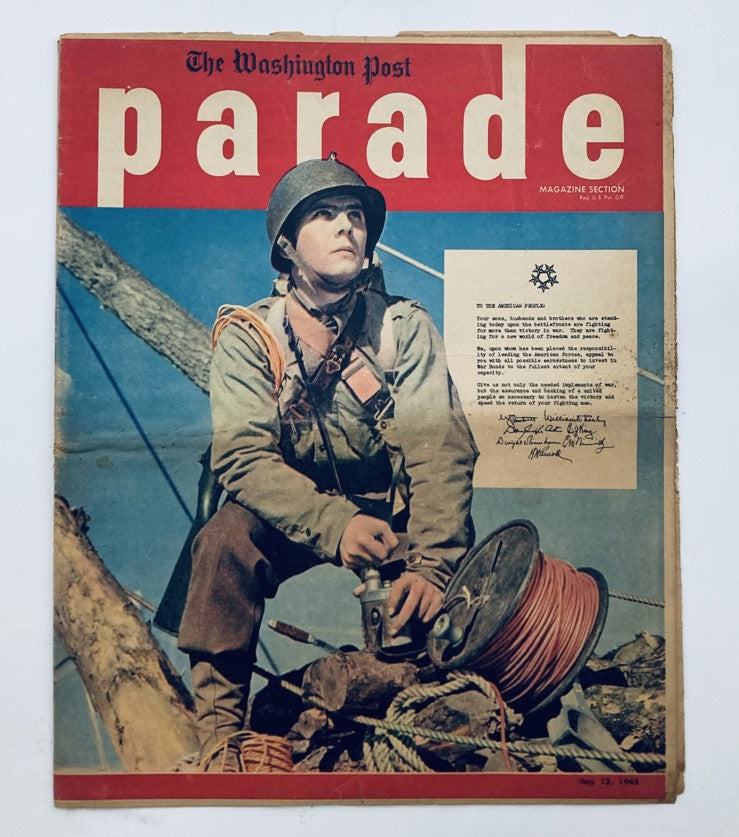 The Washington Post
parade
MAGAZINE SECTION
Reg. U.S. Pat. Off.
TO THE AMERICAN PEOPLE:
Your sons, husbands and brothers who are stand-
ing today upon the battlefronts are fighting
for more than victory in war. They are fight-
ing for a new world of freedom and peace.
We, upon whom has been placed the responsibil-
ity of leading the American Forces, appeal to
you with all possible earnestness to invest in
War Bonds to the fullest extent of your
capacity.
Give us not only the needed implements of war,
but the assurance and backing of a united
people so necessary to hasten the victory and
speed the return of your fighting men.
William D. Leahy
Dwight Eisenhower
May 13, 1945